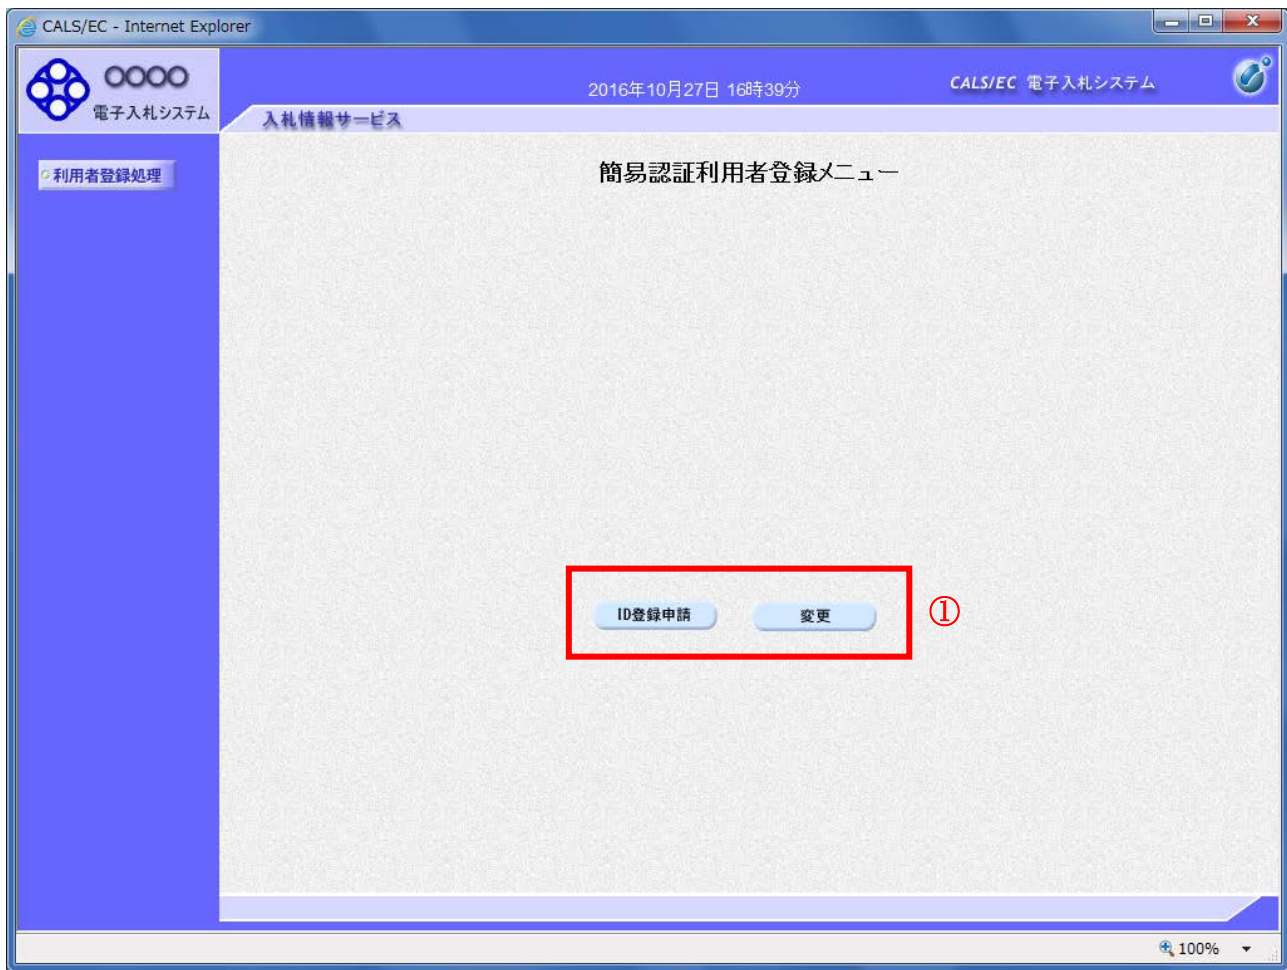 CALS/EC - Internet Explorer
〇〇〇〇
電子入札システム
2016年10月27日 16時39分
CALS/EC 電子入札システム
入札情報サービス
利用者登録処理
簡易認証利用者登録メニュー
ID登録申請
変更
①
100%